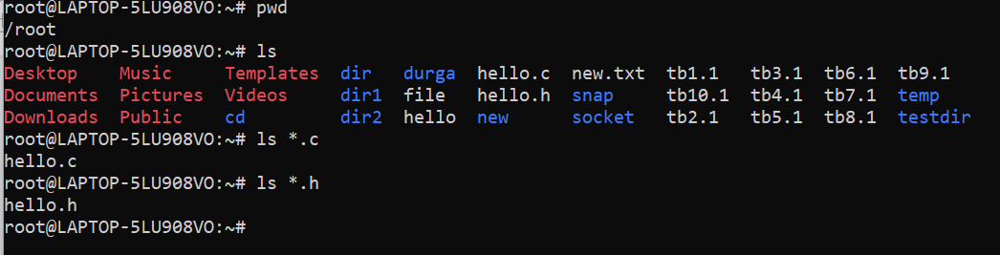 root@LAPTOP-5LU908VO:~# pwd
/root
root@LAPTOP-5LU908VO:~# ls
Desktop Music Templates dir durga hello.c new.txt tb1.1 tb3.1 tb6.1 tb9.1
Documents Pictures Videos dir1 file hello.h snap tb10.1 tb4.1 tb7.1 temp
Downloads Public cd dir2 hello new socket tb2.1 tb5.1 tb8.1 testdir
root@LAPTOP-5LU908VO:~# ls *.c
hello.c
root@LAPTOP-5LU908VO:~# ls *.h
hello.h
root@LAPTOP-5LU908VO:~#